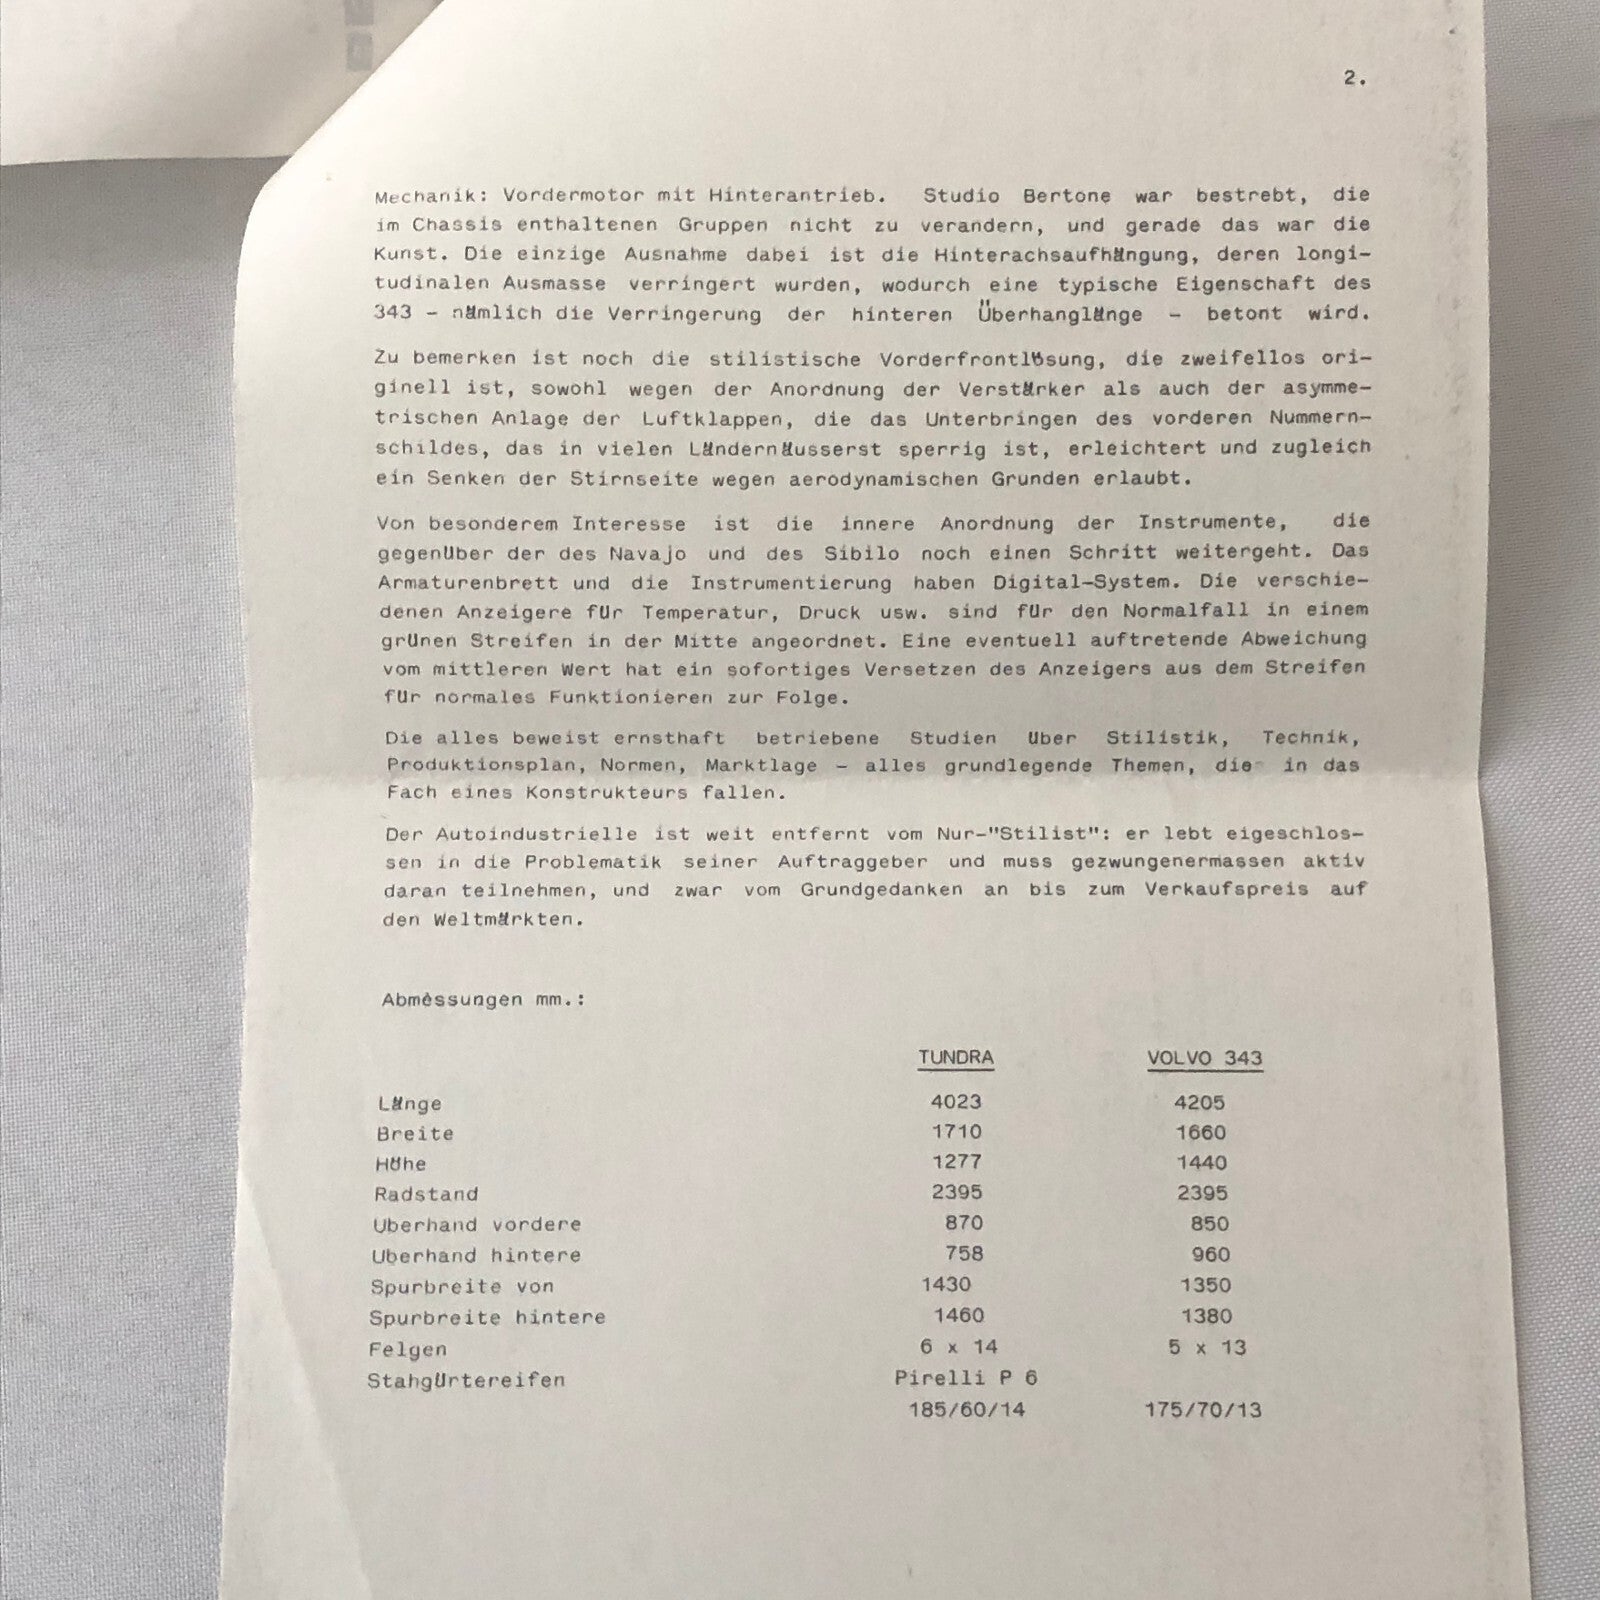 2.
Mechanik: Vordermotor mit Hinterantrieb. Studio Bertone war bestrebt, die
im Chassis enthaltenen Gruppen nicht zu verandern, und gerade das war die
Kunst. Die einzige Ausnahme dabei ist die Hinterachsaufhängung, deren longi-
tudinalen Ausmasse verringert wurden, wodurch eine typische Eigenschaft des
343 - nämlich die Verringerung der hinteren Überhanglänge - betont wird.
Zu bemerken ist noch die stilistische Vorderfrontlösung, die zweifellos ori-
ginell ist, sowohl wegen der Anordnung der Verstärker als auch der asymme-
trischen Anlage der Luftklappen, die das Unterbringen des vorderen Nummern-
schildes, das in vielen Ländernäusserst sperrig ist, erleichtert und zugleich
ein Senken der Stirnseite wegen aerodynamischen Grunden erlaubt.
Von besonderem Interesse ist die innere Anordnung der Instrumente, die
gegenüber der des Navajo und des Sibilo noch einen Schritt weitergeht. Das
Armaturenbrett und die Instrumentierung haben Digital-System. Die verschie-
denen Anzeigere für Temperatur, Druck usw. sind für den Normalfall in einem
grünen Streifen in der Mitte angeordnet. Eine eventuell auftretende Abweichung
vom mittleren Wert hat ein sofortiges Versetzen des Anzeigers aus dem Streifen
für normales Funktionieren zur Folge.
Die alles beweist ernsthaft betriebene Studien über Stilistik, Technik,
Produktionsplan, Normen, Marktlage - alles grundlegende Themen, die in das
Fach eines Konstrukteurs fallen.
Der Autoindustrielle ist weit entfernt vom Nur-"Stilist": er lebt eigeschlos-
sen in die Problematik seiner Auftraggeber und muss gezwungenermassen aktiv
daran teilnehmen, und zwar vom Grundgedanken an bis zum Verkaufspreis auf
den Weltmärkten.
Abmèssungen mm.:
TUNDRA VOLVO 343
Länge 4023 4205
Breite 1710 1660
Höhe 1277 1440
Radstand 2395 2395
Uberhand vordere 870 850
Uberhand hintere 758 960
Spurbreite von 1430 1350
Spurbreite hintere 1460 1380
Felgen 6 x 14 5 x 13
Stahgürtereifen Pirelli P 6
185/60/14 175/70/13